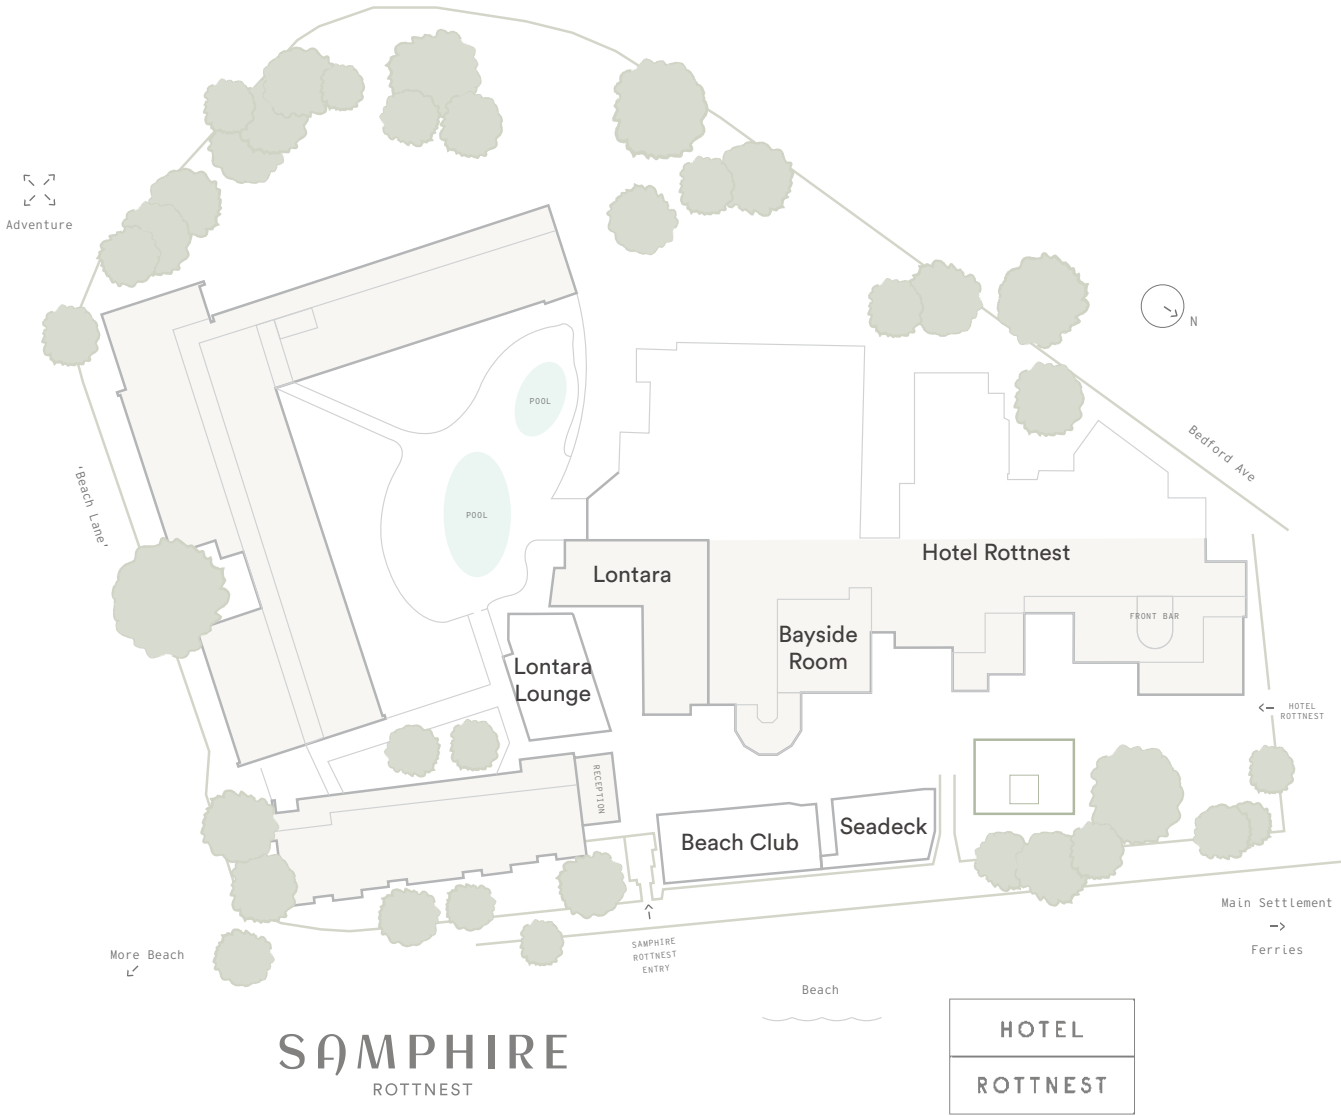 Adventure
N
POOL
Bedford Ave
'Beach Lane'
POOL
Hotel Rottnest
Lontara
FRONT BAR
Bayside
Room
Lontara
Lounge
HOTEL
ROTTNEST
RECEPTION
Seadeck
Beach Club
Main Settlement
Ferries
SAMPHIRE
ROTTNEST
ENTRY
More Beach
Beach
SAMPHIRE
ROTTNEST
HOTEL
ROTTNEST